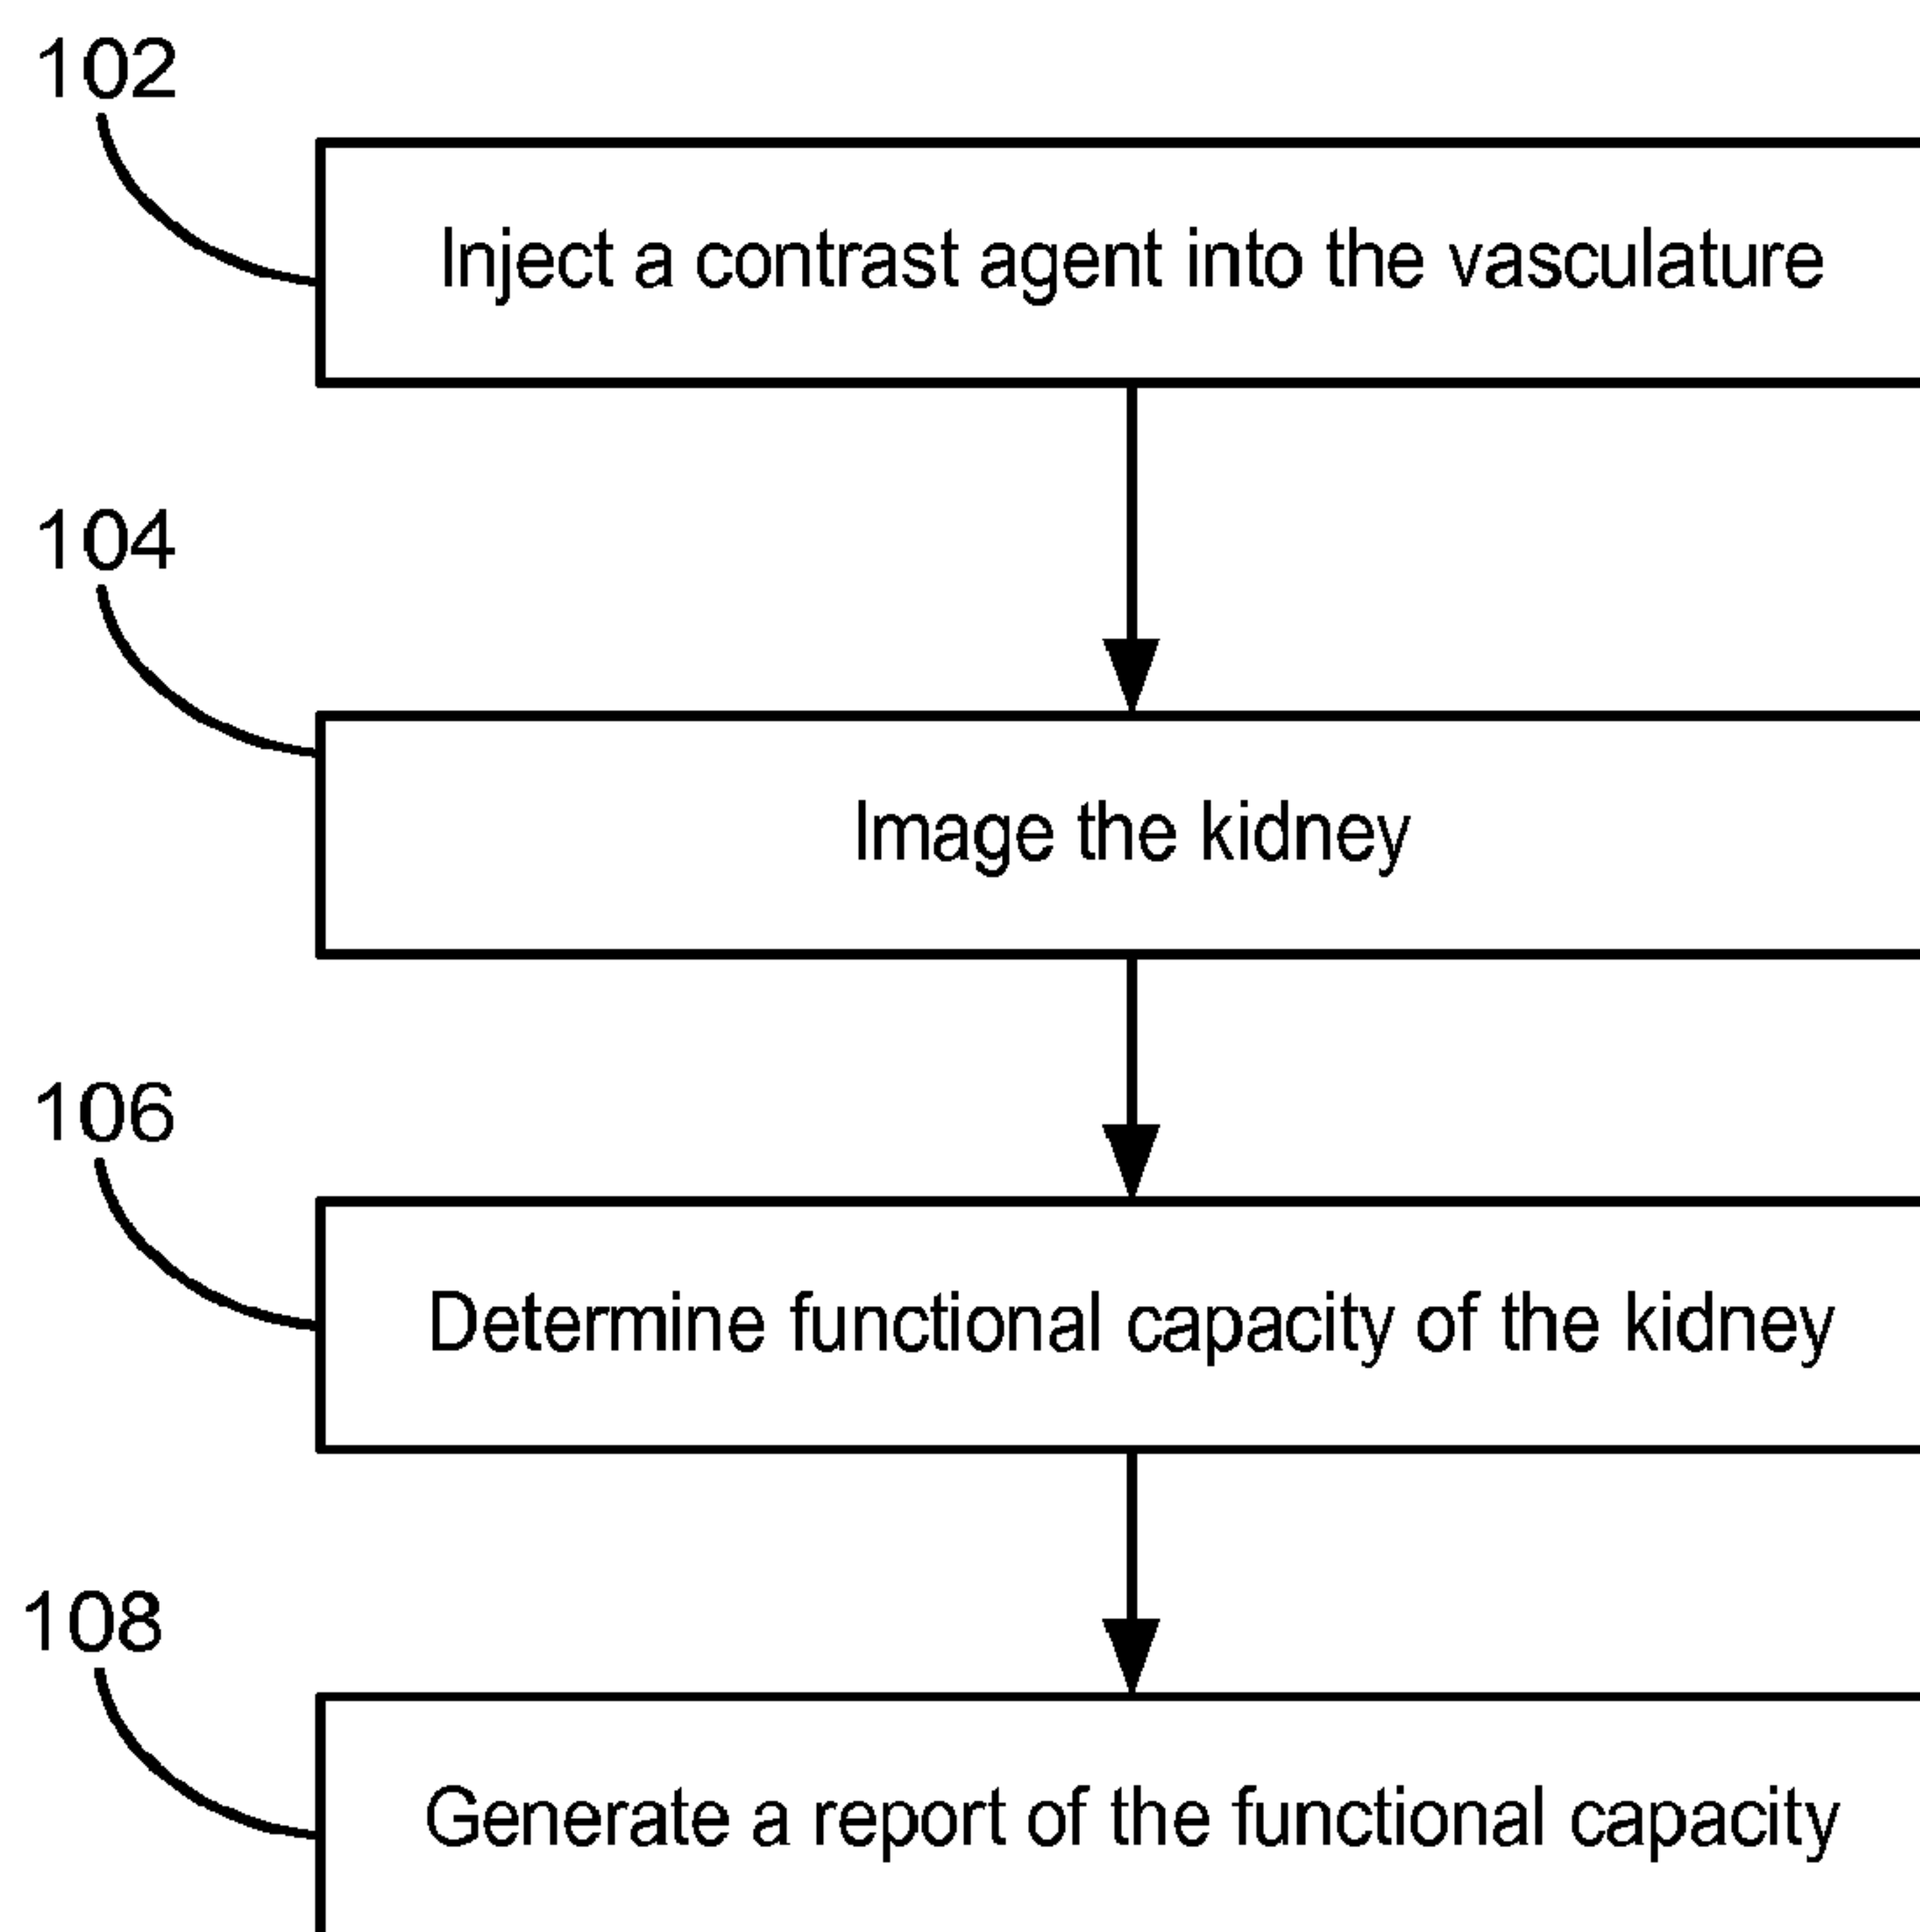 102
Inject a contrast agent into the vasculature
104
Image the kidney
106
Determine functional capacity of the kidney
108
Generate a report of the functional capacity